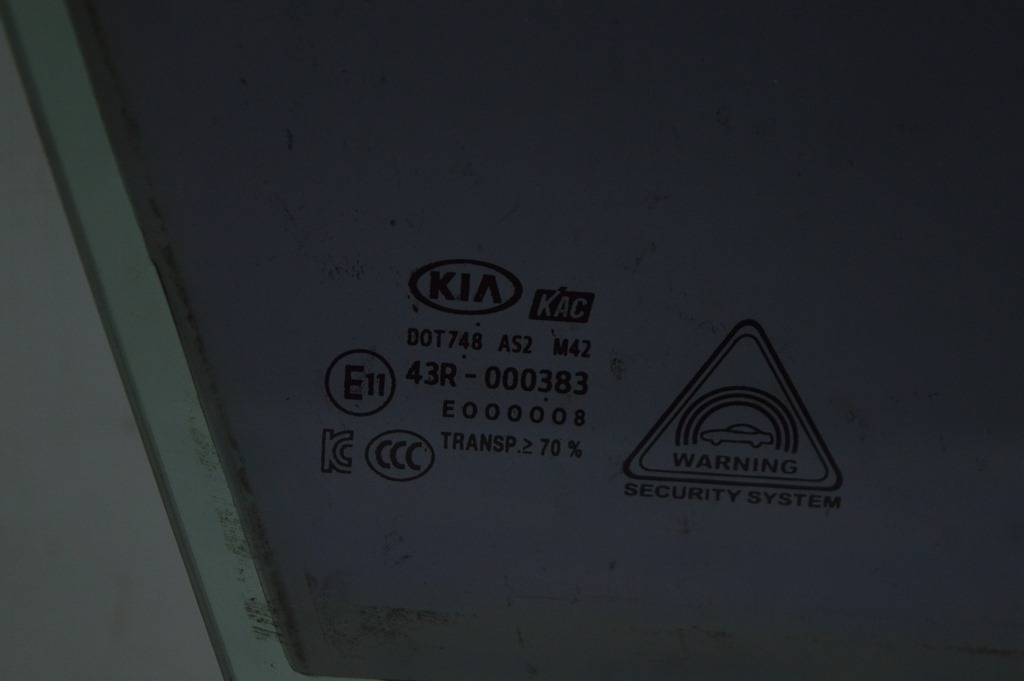 KIA KAC
DOT748 AS2 M42
E11 43R - 000383
E000008
KC CCC TRANSP.≥ 70 %
WARNING
SECURITY SYSTEM